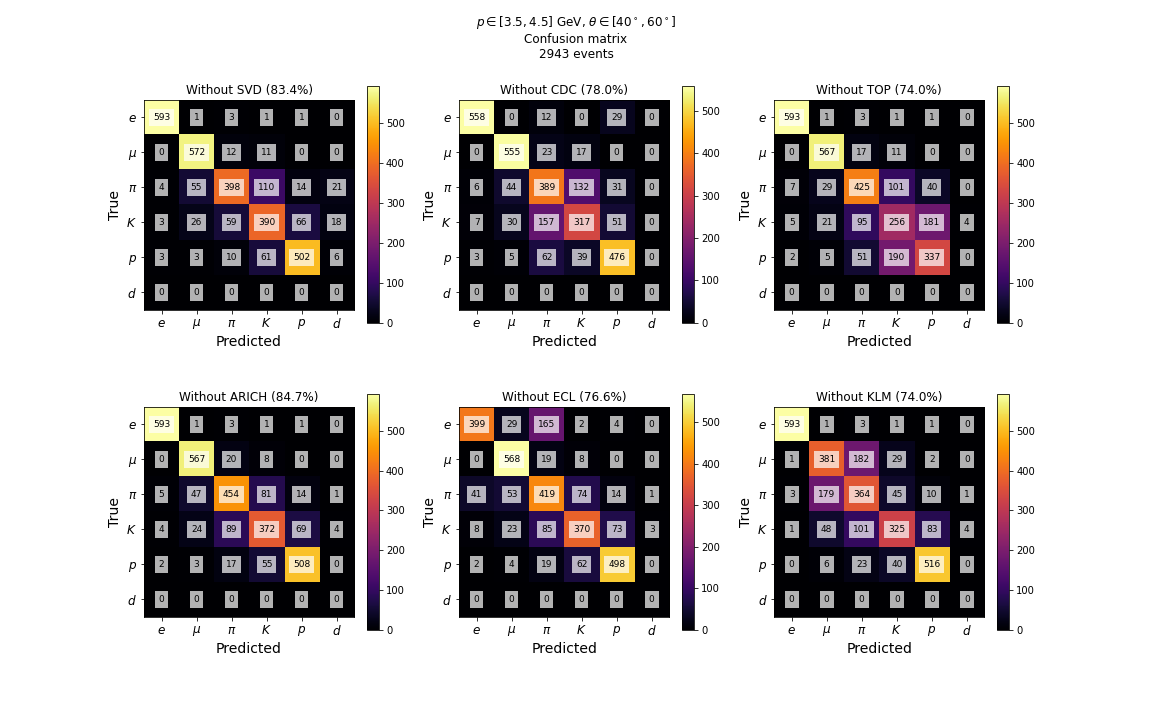 p ∈ [3.5, 4.5] GeV, θ ∈ [40°, 60°]
Confusion matrix
2943 events
Without SVD (83.4%)
True
e 593 1 3 1 1 0
μ 0 572 12 11 0 0
π 4 55 398 110 14 21
K 3 26 59 390 66 18
p 3 3 10 61 502 6
d 0 0 0 0 0 0
e μ π K p d
Predicted
500
400
300
200
100
0
Without CDC (78.0%)
True
e 558 0 12 0 29 0
μ 0 555 23 17 0 0
π 6 44 389 132 31 0
K 7 30 157 317 51 0
p 3 5 62 39 476 0
d 0 0 0 0 0 0
e μ π K p d
Predicted
500
400
300
200
100
0
Without TOP (74.0%)
True
e 593 1 3 1 1 0
μ 0 567 17 11 0 0
π 7 29 425 101 40 0
K 5 21 95 256 181 4
p 2 5 51 190 337 0
d 0 0 0 0 0 0
e μ π K p d
Predicted
500
400
300
200
100
0
Without ARICH (84.7%)
True
e 593 1 3 1 1 0
μ 0 567 20 8 0 0
π 5 47 454 81 14 1
K 4 24 89 372 69 4
p 2 3 17 55 508 0
d 0 0 0 0 0 0
e μ π K p d
Predicted
500
400
300
200
100
0
Without ECL (76.6%)
True
e 399 29 165 2 4 0
μ 0 568 19 8 0 0
π 41 53 419 74 14 1
K 8 23 85 370 73 3
p 2 4 19 62 498 0
d 0 0 0 0 0 0
e μ π K p d
Predicted
500
400
300
200
100
0
Without KLM (74.0%)
True
e 593 1 3 1 1 0
μ 1 381 182 29 2 0
π 3 179 364 45 10 1
K 1 48 101 325 83 4
p 0 6 23 40 516 0
d 0 0 0 0 0 0
e μ π K p d
Predicted
500
400
300
200
100
0